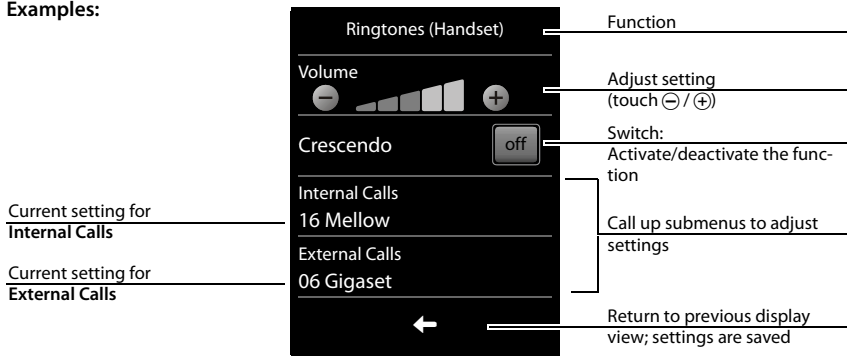 Examples:
Ringtones (Handset)
Function
Volume
Adjust setting
(touch − / +)
Crescendo
off
Switch:
Activate/deactivate the func-
tion
Internal Calls
16 Mellow
Current setting for
Internal Calls
Call up submenus to adjust
settings
External Calls
06 Gigaset
Current setting for
External Calls
Return to previous display
view; settings are saved